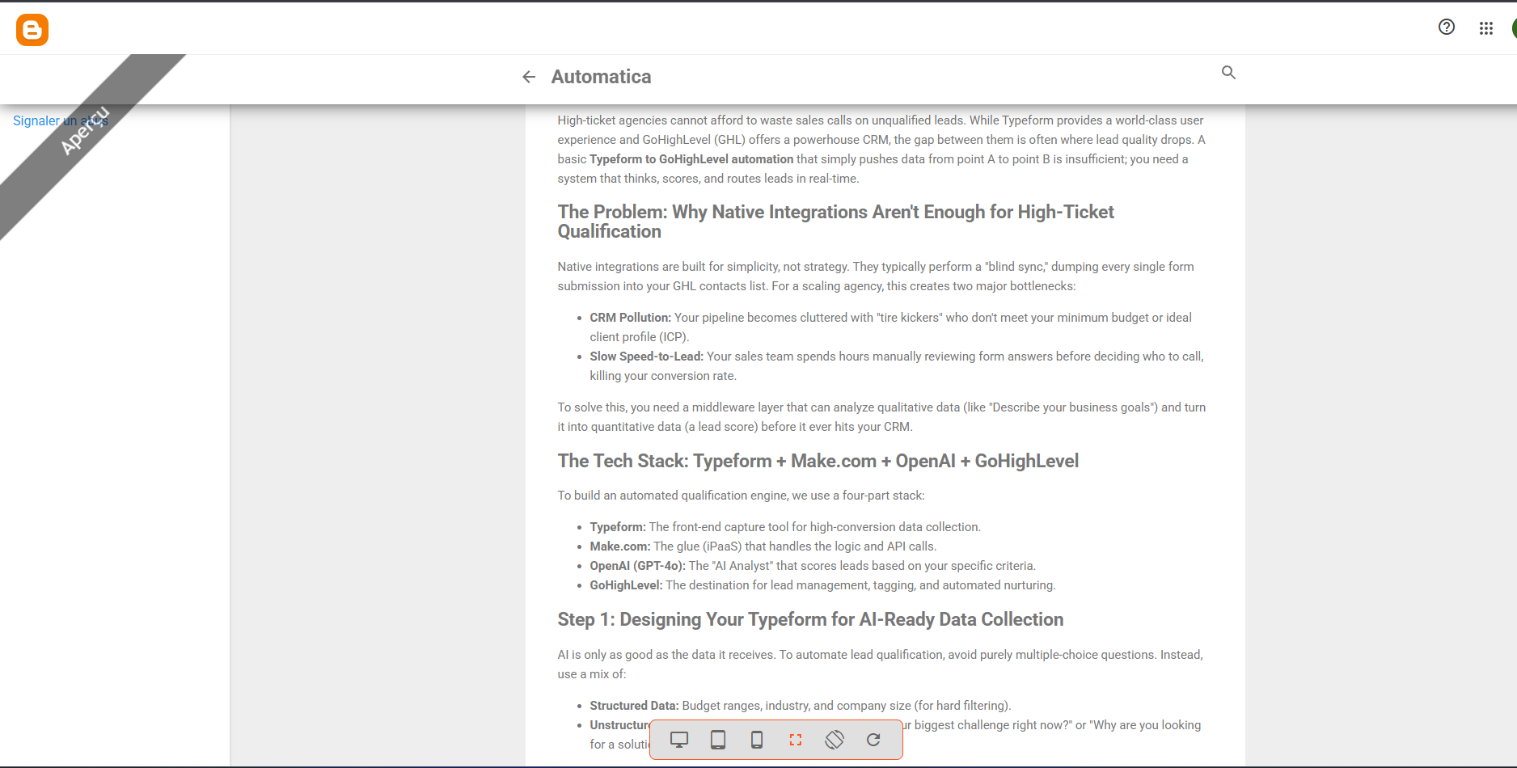 Automatica
Signaler un abus
Aperçu
High-ticket agencies cannot afford to waste sales calls on unqualified leads. While Typeform provides a world-class user
experience and GoHighLevel (GHL) offers a powerhouse CRM, the gap between them is often where lead quality drops. A
basic Typeform to GoHighLevel automation that simply pushes data from point A to point B is insufficient; you need a
system that thinks, scores, and routes leads in real-time.
The Problem: Why Native Integrations Aren't Enough for High-Ticket
Qualification
Native integrations are built for simplicity, not strategy. They typically perform a "blind sync," dumping every single form
submission into your GHL contacts list. For a scaling agency, this creates two major bottlenecks:
• CRM Pollution: Your pipeline becomes cluttered with "tire kickers" who don't meet your minimum budget or ideal
client profile (ICP).
• Slow Speed-to-Lead: Your sales team spends hours manually reviewing form answers before deciding who to call,
killing your conversion rate.
To solve this, you need a middleware layer that can analyze qualitative data (like "Describe your business goals") and turn
it into quantitative data (a lead score) before it ever hits your CRM.
The Tech Stack: Typeform + Make.com + OpenAI + GoHighLevel
To build an automated qualification engine, we use a four-part stack:
• Typeform: The front-end capture tool for high-conversion data collection.
• Make.com: The glue (iPaaS) that handles the logic and API calls.
• OpenAI (GPT-4o): The "AI Analyst" that scores leads based on your specific criteria.
• GoHighLevel: The destination for lead management, tagging, and automated nurturing.
Step 1: Designing Your Typeform for AI-Ready Data Collection
AI is only as good as the data it receives. To automate lead qualification, avoid purely multiple-choice questions. Instead,
use a mix of:
• Structured Data: Budget ranges, industry, and company size (for hard filtering).
• biggest challenge right now?" or "Why are you looking
for a